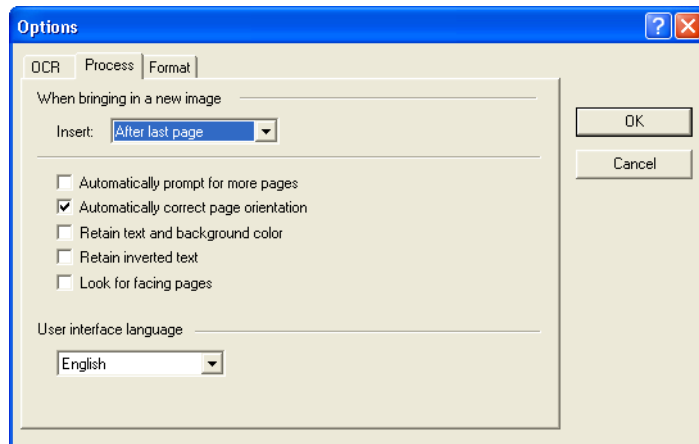 Options
OCR Process Format
When bringing in a new image
Insert: After last page
Automatically prompt for more pages
Automatically correct page orientation
Retain text and background color
Retain inverted text
Look for facing pages
User interface language
English
OK
Cancel